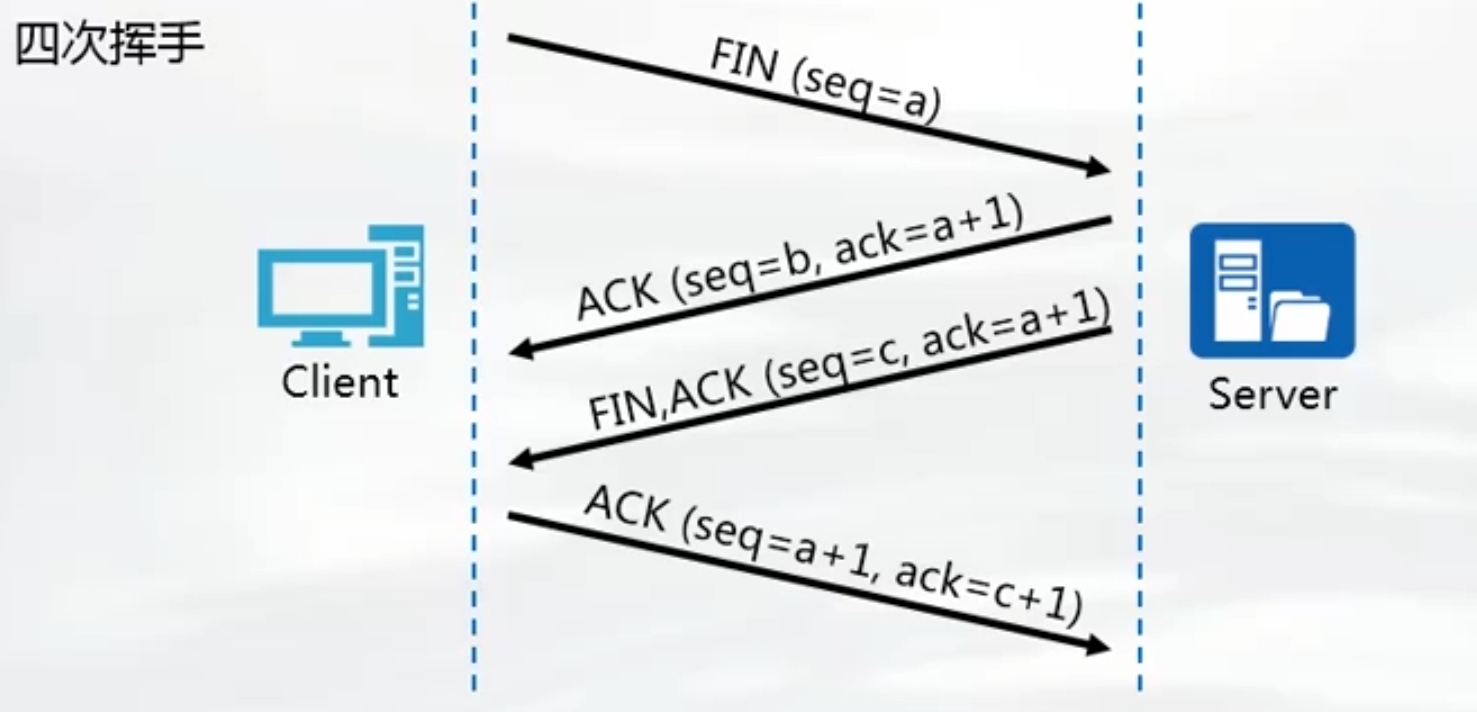 四次挥手
FIN (seq=a)
ACK (seq=b, ack=a+1)
FIN,ACK (seq=c, ack=a+1)
Client
Server
ACK (seq=a+1, ack=c+1)